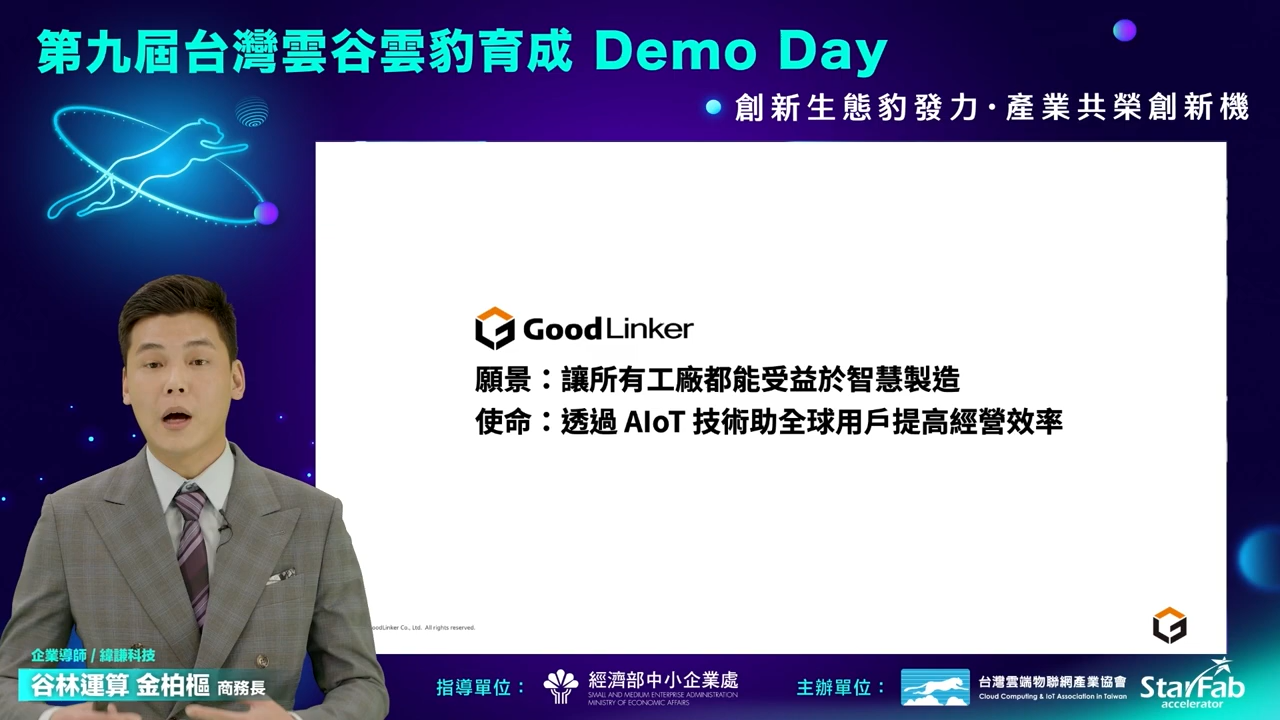 第九屆台灣雲谷雲豹育成 Demo Day
創新生態豹發力·產業共榮創新機
GoodLinker
願景：讓所有工廠都能受益於智慧製造
使命：透過 AIoT 技術助全球用戶提高經營效率
oodLinker Co., Ltd. All rights reserved.
企業導師 / 緯謙科技
谷林運算 金柏樞 商務長
指導單位：
經濟部中小企業處
SMALL AND MEDIUM ENTERPRISE ADMINISTRATION
MINISTRY OF ECONOMIC AFFAIRS
主辦單位：
台灣雲端物聯網產業協會
Cloud Computing & IoT Association in Taiwan
StarFab
accelerator